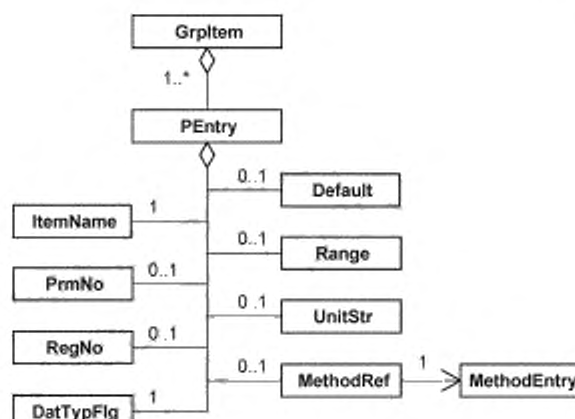 GrpItem
1..*
PEntry
0..1
Default
1
ItemName
0..1
Range
0..1
PrmNo
0..1
UnitStr
0..1
RegNo
0..1
MethodRef
1
MethodEntry
1
DatTypFlg